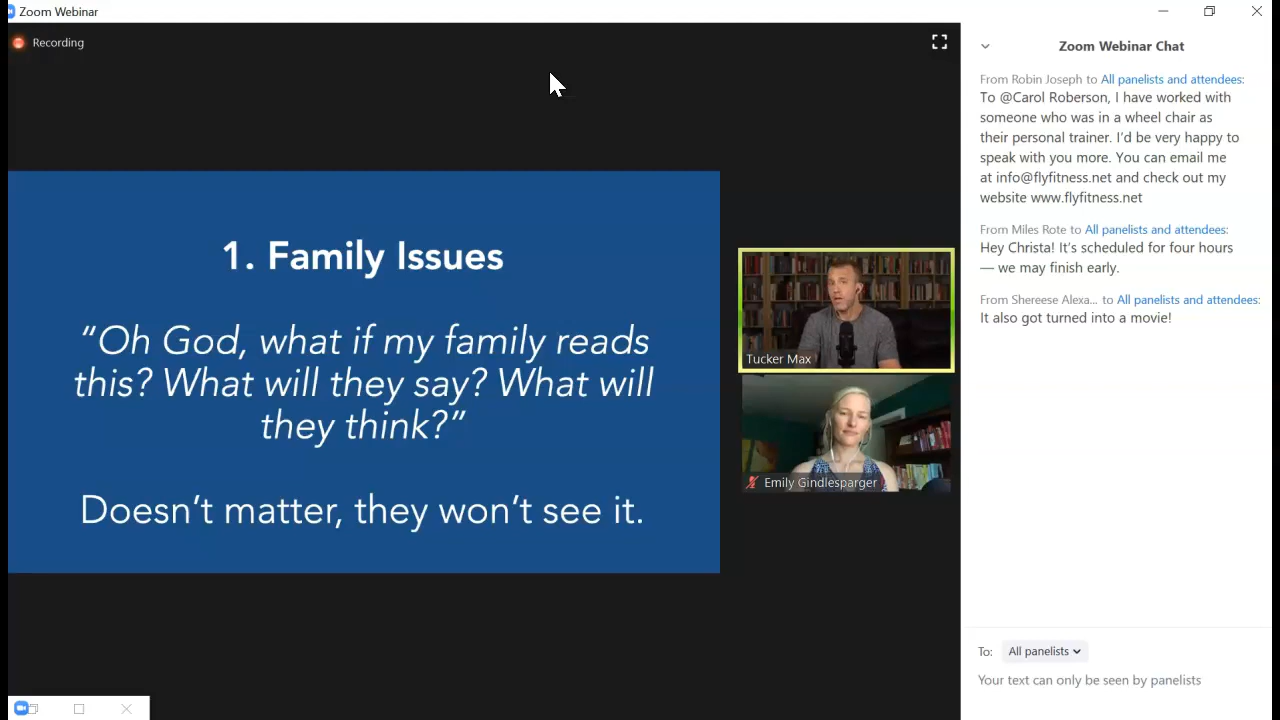 Zoom Webinar
Recording
1. Family Issues
“Oh God, what if my family reads
this? What will they say? What will
they think?”
Doesn’t matter, they won’t see it.
Tucker Max
Emily Gindlesparger
Zoom Webinar Chat
From Robin Joseph to All panelists and attendees:
To @Carol Roberson, I have worked with
someone who was in a wheel chair as
their personal trainer. I’d be very happy to
speak with you more. You can email me
at info@flyfitness.net and check out my
website www.flyfitness.net
From Miles Rote to All panelists and attendees:
Hey Christa! It’s scheduled for four hours
— we may finish early.
From Shereese Alexa... to All panelists and attendees:
It also got turned into a movie!
To: All panelists
Your text can only be seen by panelists